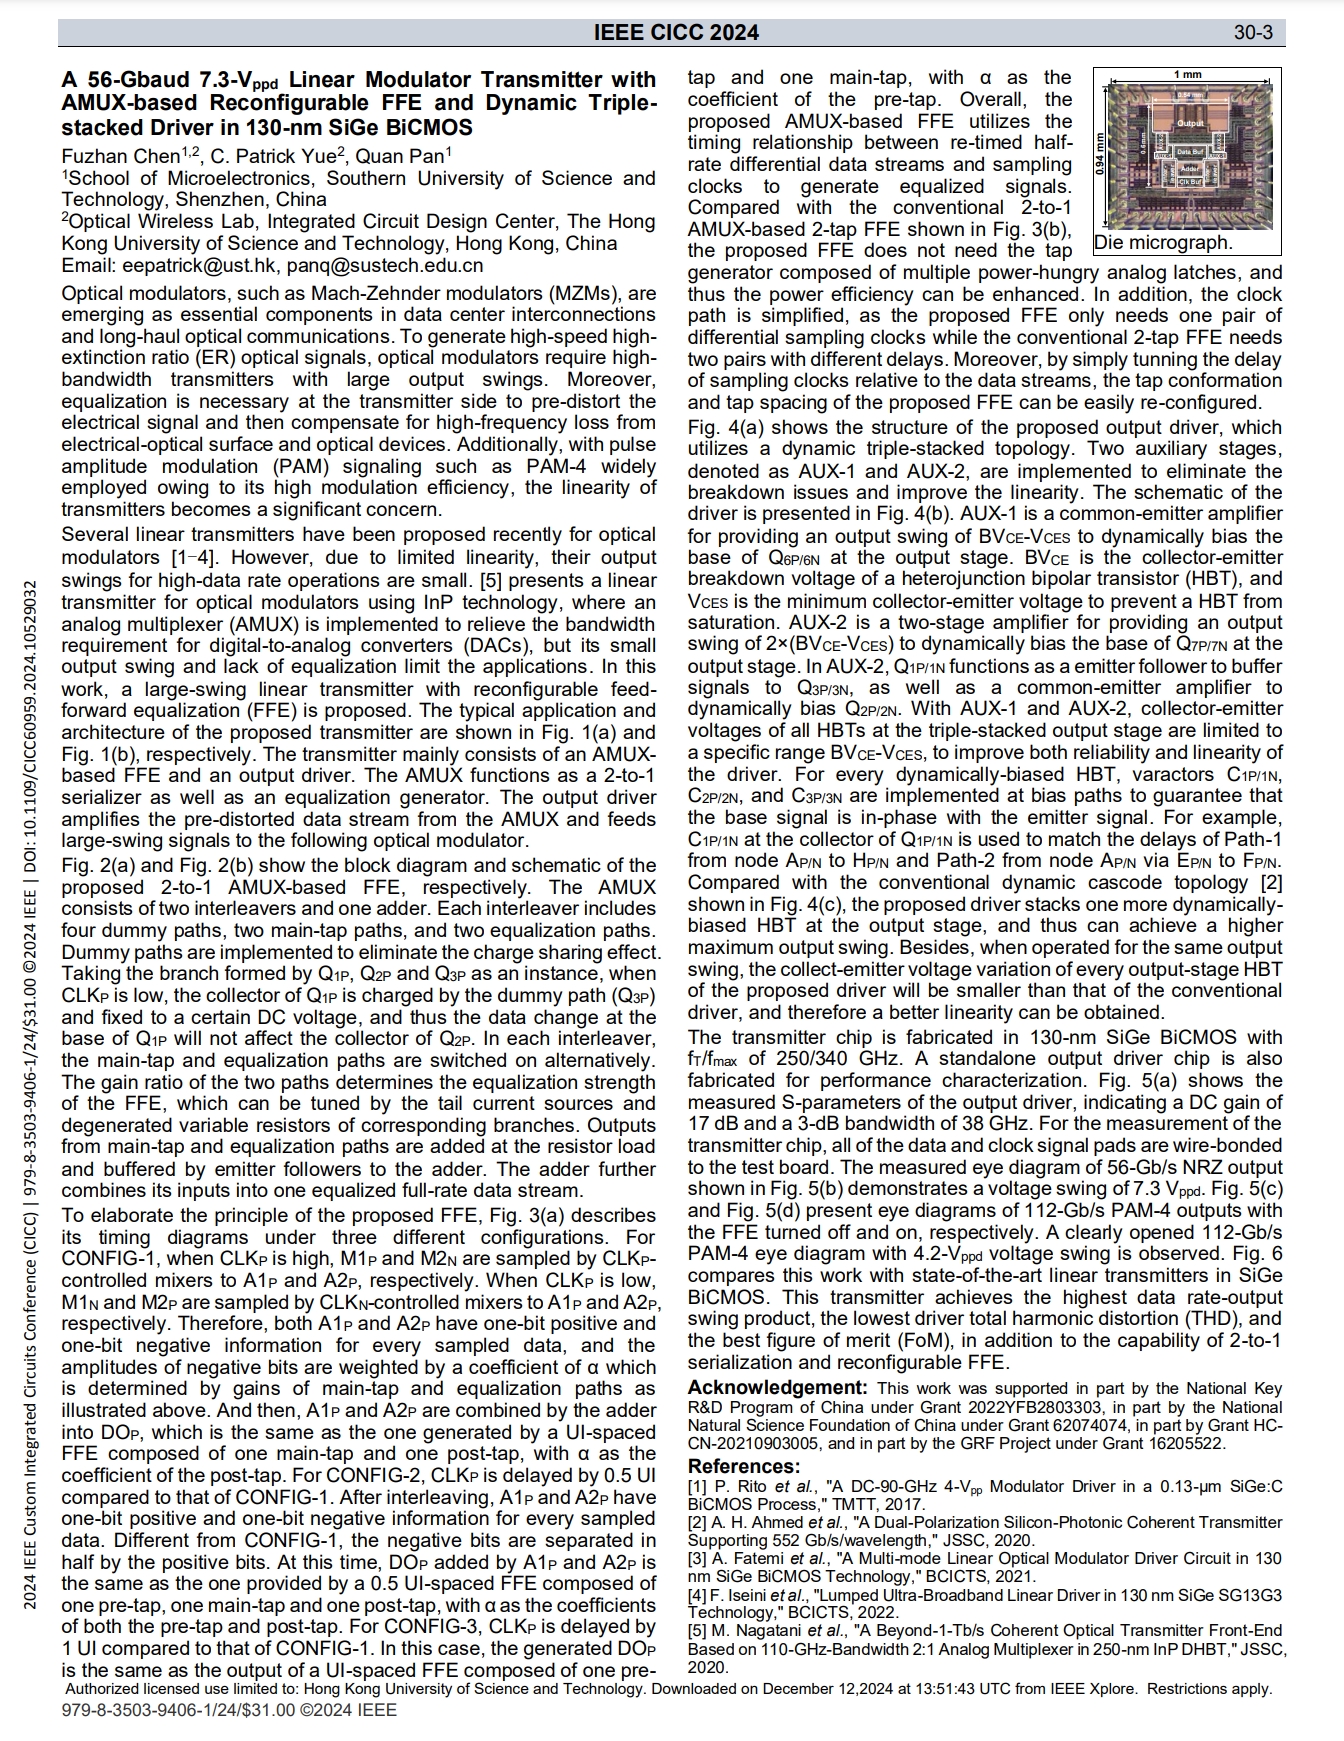 IEEE CICC 2024
30-3
A 56-Gbaud 7.3-Vppd Linear Modulator Transmitter with
AMUX-based Reconfigurable FFE and Dynamic Triple-
stacked Driver in 130-nm SiGe BiCMOS
Fuzhan Chen1,2, C. Patrick Yue2, Quan Pan1
1School of Microelectronics, Southern University of Science and
Technology, Shenzhen, China
2Optical Wireless Lab, Integrated Circuit Design Center, The Hong
Kong University of Science and Technology, Hong Kong, China
Email: eepatrick@ust.hk, panq@sustech.edu.cn
Optical modulators, such as Mach-Zehnder modulators (MZMs), are
emerging as essential components in data center interconnections
and long-haul optical communications. To generate high-speed high-
extinction ratio (ER) optical signals, optical modulators require high-
bandwidth transmitters with large output swings. Moreover,
equalization is necessary at the transmitter side to pre-distort the
electrical signal and then compensate for high-frequency loss from
electrical-optical surface and optical devices. Additionally, with pulse
amplitude modulation (PAM) signaling such as PAM-4 widely
employed owing to its high modulation efficiency, the linearity of
transmitters becomes a significant concern.
Several linear transmitters have been proposed recently for optical
modulators [1−4]. However, due to limited linearity, their output
swings for high-data rate operations are small. [5] presents a linear
transmitter for optical modulators using InP technology, where an
analog multiplexer (AMUX) is implemented to relieve the bandwidth
requirement for digital-to-analog converters (DACs), but its small
output swing and lack of equalization limit the applications. In this
work, a large-swing linear transmitter with reconfigurable feed-
forward equalization (FFE) is proposed. The typical application and
architecture of the proposed transmitter are shown in Fig. 1(a) and
Fig. 1(b), respectively. The transmitter mainly consists of an AMUX-
based FFE and an output driver. The AMUX functions as a 2-to-1
serializer as well as an equalization generator. The output driver
amplifies the pre-distorted data stream from the AMUX and feeds
large-swing signals to the following optical modulator.
Fig. 2(a) and Fig. 2(b) show the block diagram and schematic of the
proposed 2-to-1 AMUX-based FFE, respectively. The AMUX
consists of two interleavers and one adder. Each interleaver includes
four dummy paths, two main-tap paths, and two equalization paths.
Dummy paths are implemented to eliminate the charge sharing effect.
Taking the branch formed by Q1P, Q2P and Q3P as an instance, when
CLKP is low, the collector of Q1P is charged by the dummy path (Q3P)
and fixed to a certain DC voltage, and thus the data change at the
base of Q1P will not affect the collector of Q2P. In each interleaver,
the main-tap and equalization paths are switched on alternatively.
The gain ratio of the two paths determines the equalization strength
of the FFE, which can be tuned by the tail current sources and
degenerated variable resistors of corresponding branches. Outputs
from main-tap and equalization paths are added at the resistor load
and buffered by emitter followers to the adder. The adder further
combines its inputs into one equalized full-rate data stream.
To elaborate the principle of the proposed FFE, Fig. 3(a) describes
its timing diagrams under three different configurations. For
CONFIG-1, when CLKP is high, M1P and M2N are sampled by CLKP-
controlled mixers to A1P and A2P, respectively. When CLKP is low,
M1N and M2P are sampled by CLKN-controlled mixers to A1P and A2P,
respectively. Therefore, both A1P and A2P have one-bit positive and
one-bit negative information for every sampled data, and the
amplitudes of negative bits are weighted by a coefficient of α which
is determined by gains of main-tap and equalization paths as
illustrated above. And then, A1P and A2P are combined by the adder
into DOP, which is the same as the one generated by a UI-spaced
FFE composed of one main-tap and one post-tap, with α as the
coefficient of the post-tap. For CONFIG-2, CLKP is delayed by 0.5 UI
compared to that of CONFIG-1. After interleaving, A1P and A2P have
one-bit positive and one-bit negative information for every sampled
data. Different from CONFIG-1, the negative bits are separated in
half by the positive bits. At this time, DOP added by A1P and A2P is
the same as the one provided by a 0.5 UI-spaced FFE composed of
one pre-tap, one main-tap and one post-tap, with α as the coefficients
of both the pre-tap and post-tap. For CONFIG-3, CLKP is delayed by
1 UI compared to that of CONFIG-1. In this case, the generated DOP
is the same as the output of a UI-spaced FFE composed of one pre-
tap and one main-tap, with α as the
coefficient of the pre-tap. Overall, the
proposed AMUX-based FFE utilizes the
timing relationship between re-timed half-
rate differential data streams and sampling
clocks to generate equalized signals.
Compared with the conventional 2-to-1
AMUX-based 2-tap FFE shown in Fig. 3(b),
the proposed FFE does not need the tap
1 mm
0.94 mm
Output
Data Buf
Adder
Clk Buf
Die micrograph.
generator composed of multiple power-hungry analog latches, and
thus the power efficiency can be enhanced. In addition, the clock
path is simplified, as the proposed FFE only needs one pair of
differential sampling clocks while the conventional 2-tap FFE needs
two pairs with different delays. Moreover, by simply tunning the delay
of sampling clocks relative to the data streams, the tap conformation
and tap spacing of the proposed FFE can be easily re-configured.
Fig. 4(a) shows the structure of the proposed output driver, which
utilizes a dynamic triple-stacked topology. Two auxiliary stages,
denoted as AUX-1 and AUX-2, are implemented to eliminate the
breakdown issues and improve the linearity. The schematic of the
driver is presented in Fig. 4(b). AUX-1 is a common-emitter amplifier
for providing an output swing of BVCE-VCES to dynamically bias the
base of Q6P/6N at the output stage. BVCE is the collector-emitter
breakdown voltage of a heterojunction bipolar transistor (HBT), and
VCES is the minimum collector-emitter voltage to prevent a HBT from
saturation. AUX-2 is a two-stage amplifier for providing an output
swing of 2×(BVCE-VCES) to dynamically bias the base of Q7P/7N at the
output stage. In AUX-2, Q1P/1N functions as a emitter follower to buffer
signals to Q3P/3N, as well as a common-emitter amplifier to
dynamically bias Q2P/2N. With AUX-1 and AUX-2, collector-emitter
voltages of all HBTs at the triple-stacked output stage are limited to
a specific range BVCE-VCES, to improve both reliability and linearity of
the driver. For every dynamically-biased HBT, varactors C1P/1N,
C2P/2N, and C3P/3N are implemented at bias paths to guarantee that
the base signal is in-phase with the emitter signal. For example,
C1P/1N at the collector of Q1P/1N is used to match the delays of Path-1
from node AP/N to HP/N and Path-2 from node AP/N via EP/N to FP/N.
Compared with the conventional dynamic cascode topology [2]
shown in Fig. 4(c), the proposed driver stacks one more dynamically-
biased HBT at the output stage, and thus can achieve a higher
maximum output swing. Besides, when operated for the same output
swing, the collect-emitter voltage variation of every output-stage HBT
of the proposed driver will be smaller than that of the conventional
driver, and therefore a better linearity can be obtained.
The transmitter chip is fabricated in 130-nm SiGe BiCMOS with
fT/fmax of 250/340 GHz. A standalone output driver chip is also
fabricated for performance characterization. Fig. 5(a) shows the
measured S-parameters of the output driver, indicating a DC gain of
17 dB and a 3-dB bandwidth of 38 GHz. For the measurement of the
transmitter chip, all of the data and clock signal pads are wire-bonded
to the test board. The measured eye diagram of 56-Gb/s NRZ output
shown in Fig. 5(b) demonstrates a voltage swing of 7.3 Vppd. Fig. 5(c)
and Fig. 5(d) present eye diagrams of 112-Gb/s PAM-4 outputs with
the FFE turned off and on, respectively. A clearly opened 112-Gb/s
PAM-4 eye diagram with 4.2-Vppd voltage swing is observed. Fig. 6
compares this work with state-of-the-art linear transmitters in SiGe
BiCMOS. This transmitter achieves the highest data rate-output
swing product, the lowest driver total harmonic distortion (THD), and
the best figure of merit (FoM), in addition to the capability of 2-to-1
serialization and reconfigurable FFE.
Acknowledgement: This work was supported in part by the National Key
R&D Program of China under Grant 2022YFB2803303, in part by the National
Natural Science Foundation of China under Grant 62074074, in part by Grant HC-
CN-20210903005, and in part by the GRF Project under Grant 16205522.
References:
[1] P. Rito et al., "A DC-90-GHz 4-Vpp Modulator Driver in a 0.13-μm SiGe:C
BiCMOS Process," TMTT, 2017.
[2] A. H. Ahmed et al., "A Dual-Polarization Silicon-Photonic Coherent Transmitter
Supporting 552 Gb/s/wavelength," JSSC, 2020.
[3] A. Fatemi et al., "A Multi-mode Linear Optical Modulator Driver Circuit in 130
nm SiGe BiCMOS Technology," BCICTS, 2021.
[4] F. Iseini et al., "Lumped Ultra-Broadband Linear Driver in 130 nm SiGe SG13G3
Technology," BCICTS, 2022.
[5] M. Nagatani et al., "A Beyond-1-Tb/s Coherent Optical Transmitter Front-End
Based on 110-GHz-Bandwidth 2:1 Analog Multiplexer in 250-nm InP DHBT," JSSC,
2020.
2024 IEEE Custom Integrated Circuits Conference (CICC) | 979-8-3503-9406-1/24/$31.00 ©2024 IEEE | DOI: 10.1109/CICC60959.2024.10529032
Authorized licensed use limited to: Hong Kong University of Science and Technology. Downloaded on December 12,2024 at 13:51:43 UTC from IEEE Xplore. Restrictions apply.
979-8-3503-9406-1/24/$31.00 ©2024 IEEE